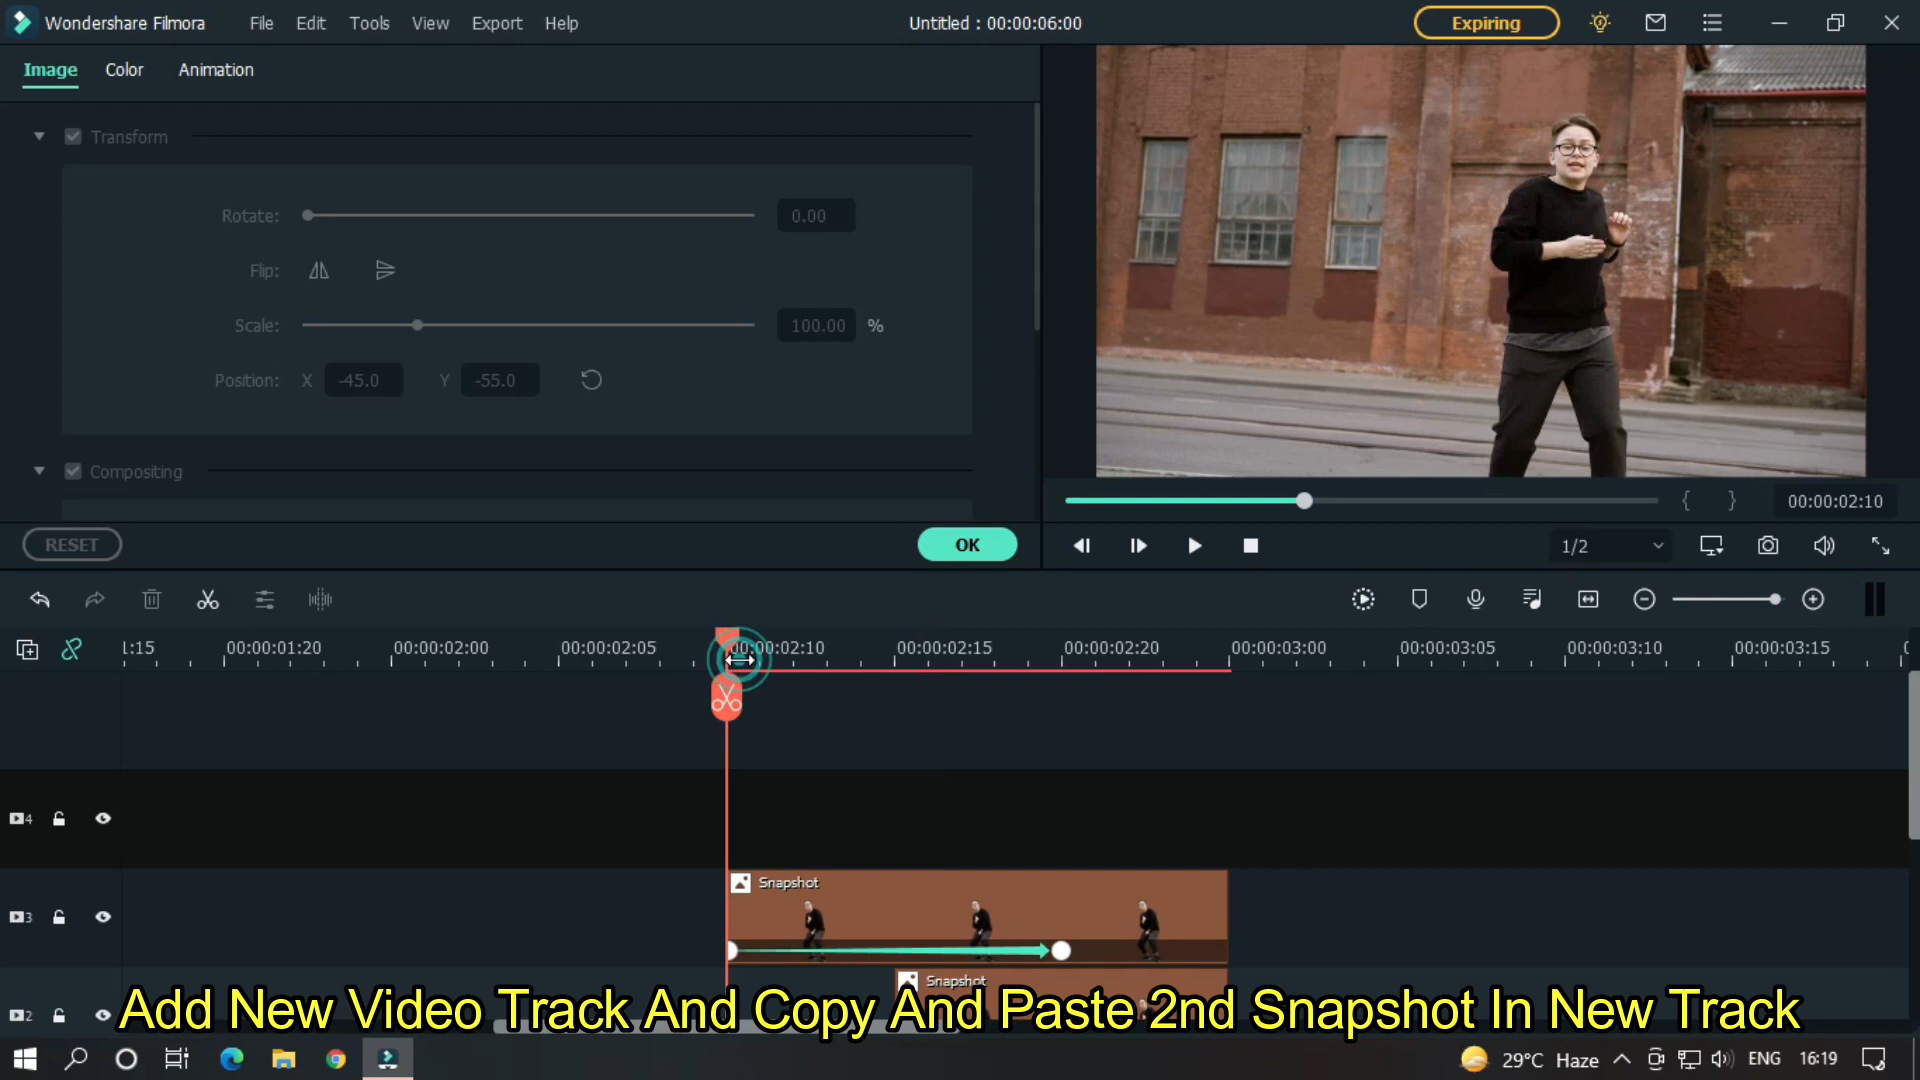 Wondershare Filmora File Edit Tools View Export Help Untitled : 00:00:06:00 Expiring
Image Color Animation
Transform
Rotate: 0.00
Flip:
Scale: 100.00 %
Position: X -45.0 Y -55.0
Compositing
00:00:02:10
RESET OK 1/2
1:15 00:00:01:20 00:00:02:00 00:00:02:05 00:00:02:10 00:00:02:15 00:00:02:20 00:00:03:00 00:00:03:05 00:00:03:10 00:00:03:15
4
Snapshot
3
Snapshot
2
Add New Video Track And Copy And Paste 2nd Snapshot In New Track
29°C Haze ENG 16:19